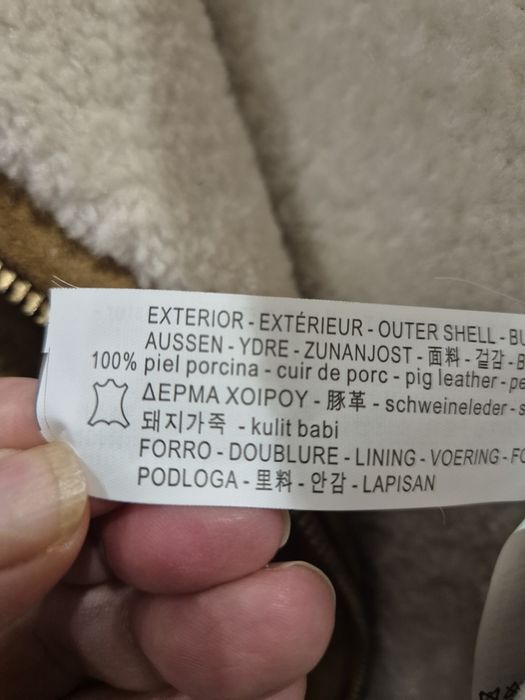 EXTERIOR - EXTÉRIEUR - OUTER SHELL -
AUSSEN - YDRE - ZUNANJOST - 面料 - 겉감 -
100% piel porcina - cuir de porc - pig leather -
ΔΕΡΜΑ ΧΟΙΡΟΥ - 豚革 - schweineleder -
돼지가죽 - kulit babi
FORRO - DOUBLURE - LINING - VOERING -
PODLOGA - 里料 - 안감 - LAPISAN